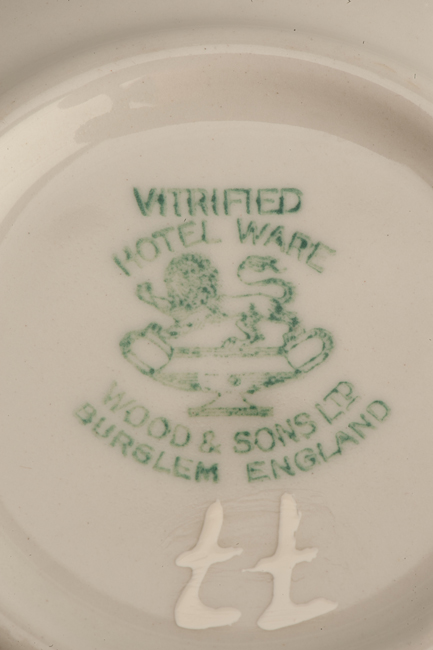 VITRIFIED
HOTEL WARE
WOOD & SONS LTD
BURSLEM ENGLAND
tt